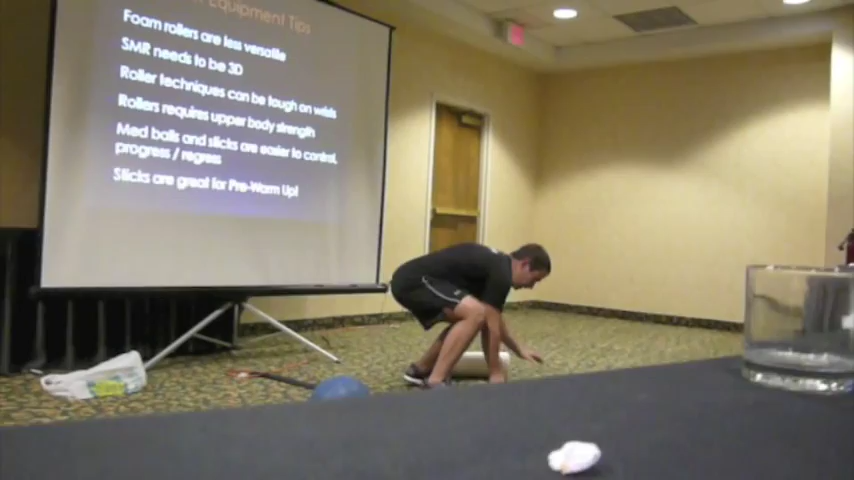 Equipment Tips
Foam rollers are less versatile
SMR needs to be 3D
Roller techniques can be tough on wrists
Rollers requires upper body strength
Med balls and sticks are easier to control,
progress / regress
Sticks are great for Pre-Warm Up!